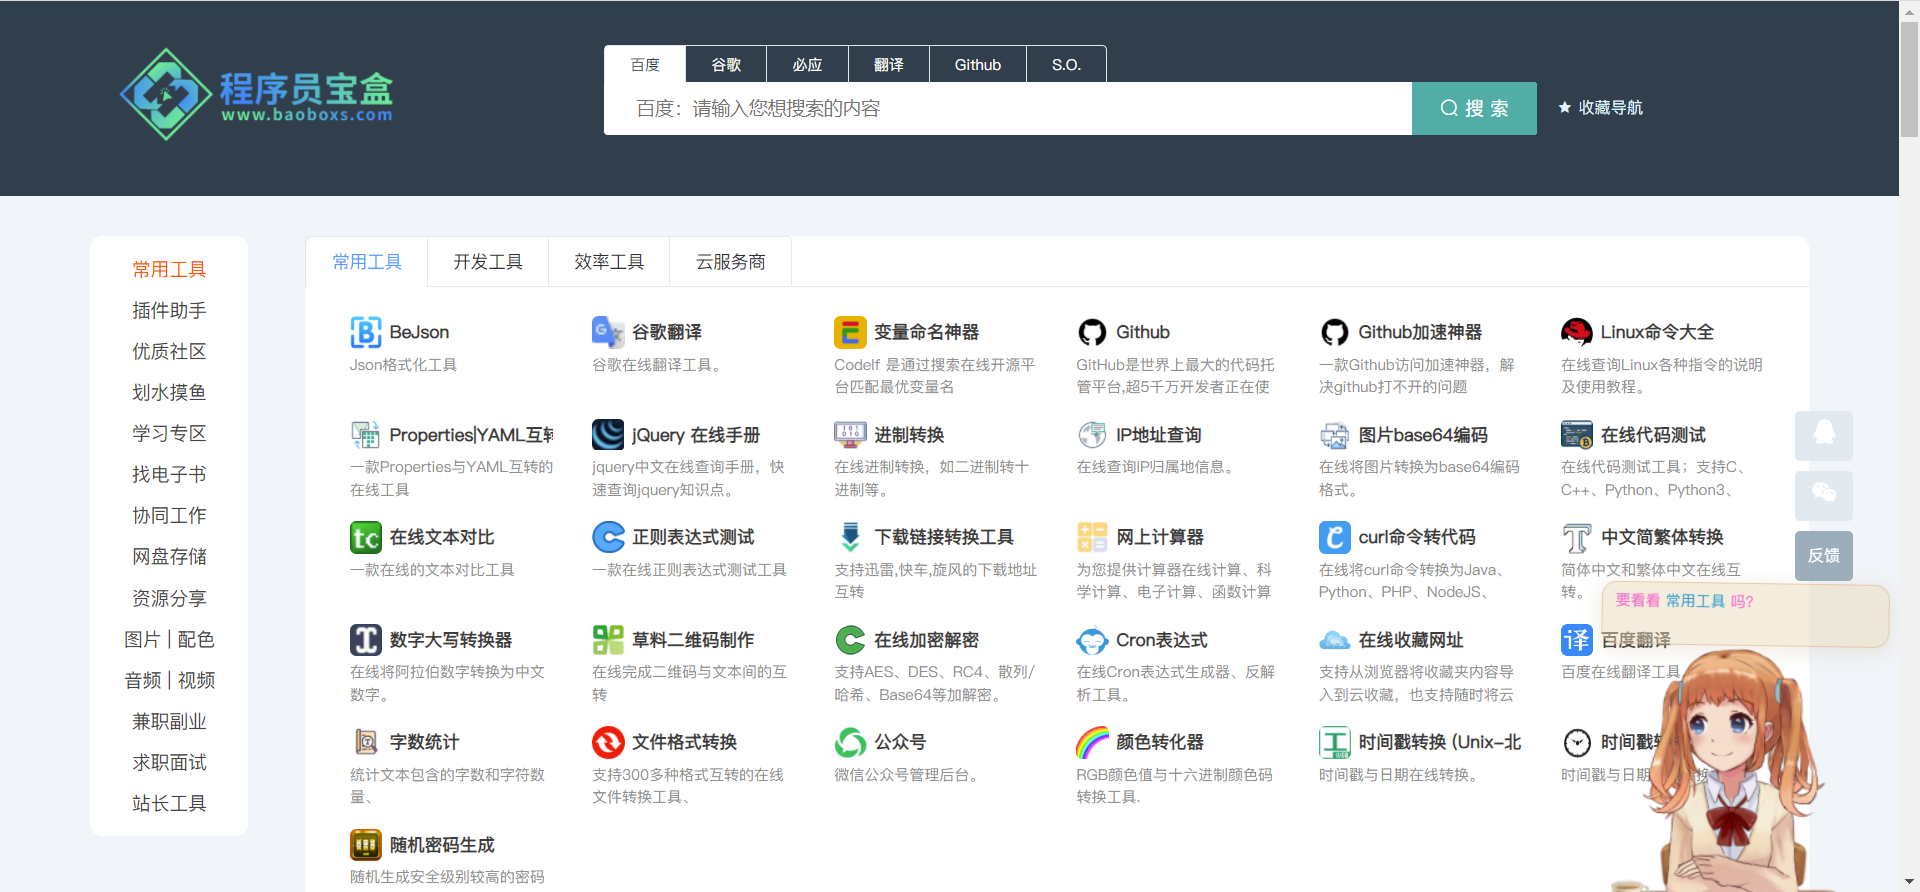 程序员宝盒
www.baoboxs.com
百度
谷歌
必应
翻译
Github
S.O.
百度：请输入您想搜索的内容
搜 索
收藏导航
常用工具
插件助手
优质社区
划水摸鱼
学习专区
找电子书
协同工作
网盘存储
资源分享
图片 | 配色
音频 | 视频
兼职副业
求职面试
站长工具
常用工具
开发工具
效率工具
云服务商
BeJson
Json格式化工具
谷歌翻译
谷歌在线翻译工具。
变量命名神器
Codelf 是通过搜索在线开源平
台匹配最优变量名
Github
GitHub是世界上最大的代码托
管平台,超5千万开发者正在使
Github加速神器
一款Github访问加速神器，解
决github打不开的问题
Linux命令大全
在线查询Linux各种指令的说明
及使用教程。
Properties|YAML互转
一款Properties与YAML互转的
在线工具
jQuery 在线手册
jquery中文在线查询手册，快
速查询jquery知识点。
进制转换
在线进制转换，如二进制转十
进制等。
IP地址查询
在线查询IP归属地信息。
图片base64编码
在线将图片转换为base64编码
格式。
在线代码测试
在线代码测试工具；支持C、
C++、Python、Python3、
tc
在线文本对比
一款在线的文本对比工具
正则表达式测试
一款在线正则表达式测试工具
下载链接转换工具
支持迅雷,快车,旋风的下载地址
互转
网上计算器
为您提供计算器在线计算、科
学计算、电子计算、函数计算
curl命令转代码
在线将curl命令转换为Java、
Python、PHP、NodeJS、
中文简繁体转换
简体中文和繁体中文在线互
转。
数字大写转换器
在线将阿拉伯数字转换为中文
数字。
草料二维码制作
在线完成二维码与文本间的互
转
在线加密解密
支持AES、DES、RC4、散列/
哈希、Base64等加解密。
Cron表达式
在线Cron表达式生成器、反解
析工具。
在线收藏网址
支持从浏览器将收藏夹内容导
入到云收藏，也支持随时将云
译
百度翻译
百度在线翻译工具
字数统计
统计文本包含的字数和字符数
量、
文件格式转换
支持300多种格式互转的在线
文件转换工具、
公众号
微信公众号管理后台。
颜色转化器
RGB颜色值与十六进制颜色码
转换工具.
时间戳转换 (Unix-北
时间戳与日期在线转换。
时间戳转
时间戳与日期
换
随机密码生成
随机生成安全级别较高的密码
反馈
要看看 常用工具 吗?